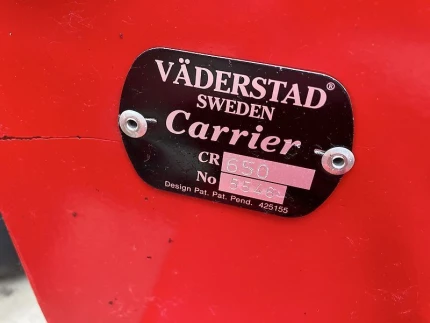 VÄDERSTAD®
SWEDEN
Carrier
CR 650
No
Design Pat. Pat. Pend. 425155